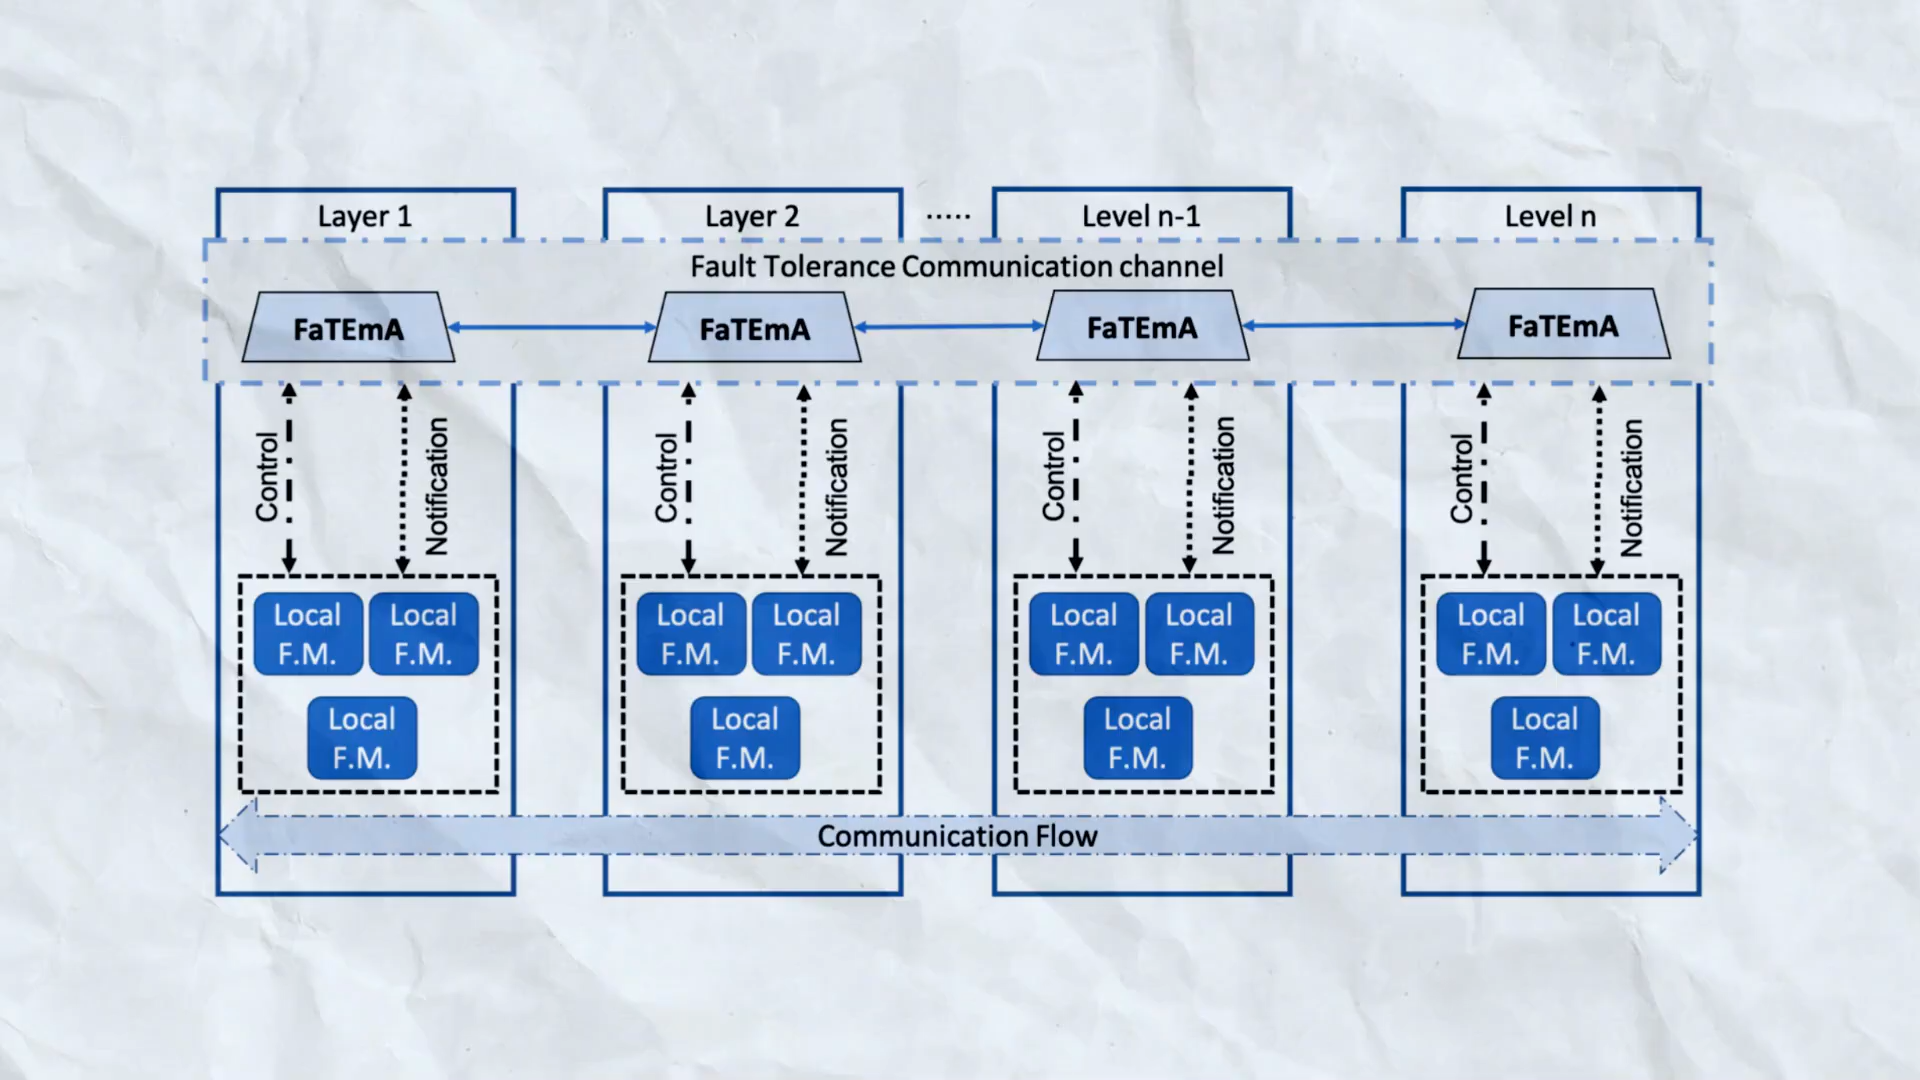 Layer 1
Layer 2
.....
Level n-1
Level n
Fault Tolerance Communication channel
FaTEmA
FaTEmA
FaTEmA
FaTEmA
Control
Notification
Control
Notification
Control
Notification
Control
Notification
Local
F.M.
Local
F.M.
Local
F.M.
Local
F.M.
Local
F.M.
Local
F.M.
Local
F.M.
Local
F.M.
Local
F.M.
Local
F.M.
Local
F.M.
Local
F.M.
Communication Flow